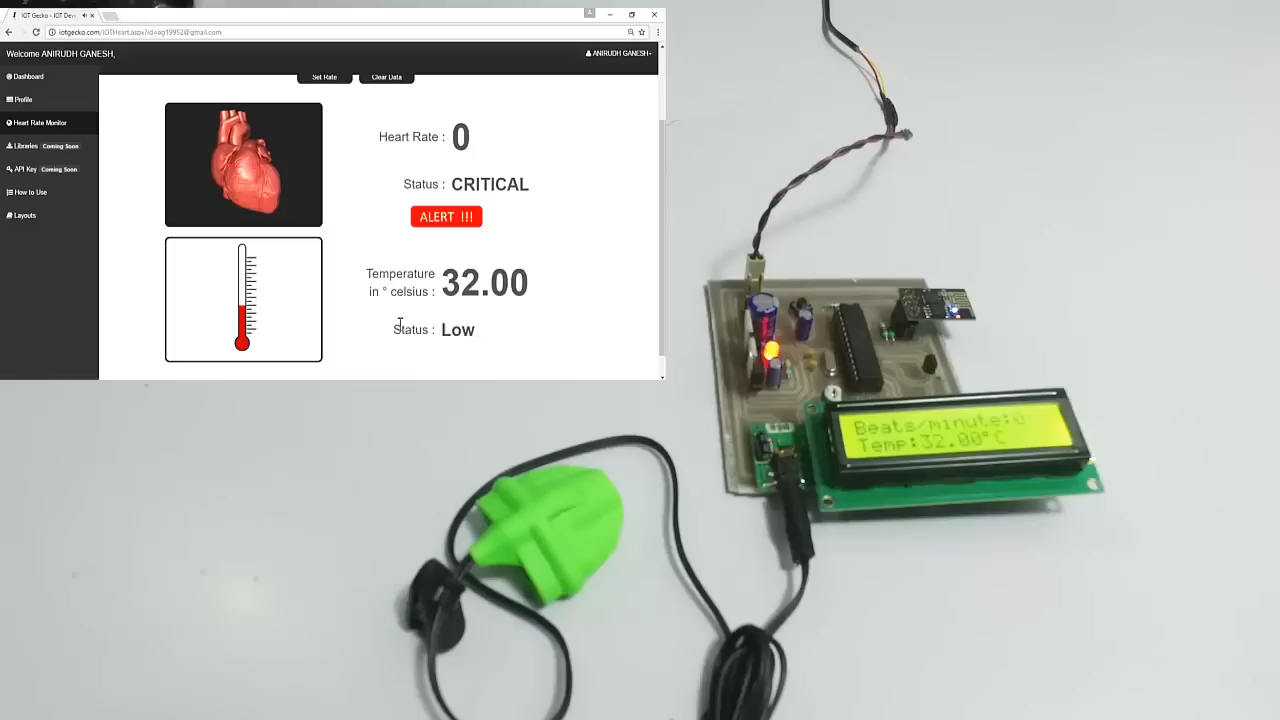 IOT Gecko - IOT Dev
iotgecko.com/IOTHeart.aspx?id=ag19952@gmail.com
Welcome ANIRUDH GANESH,
ANIRUDH GANESH
Dashboard
Profile
Heart Rate Monitor
Libraries Coming Soon
API Key Coming Soon
How to Use
Layouts
Set Rate
Clear Data
Heart Rate : 0
Status : CRITICAL
ALERT !!!
Temperature
in ° celsius : 32.00
Status : Low
Beats/minute:0
Temp:32.00°C